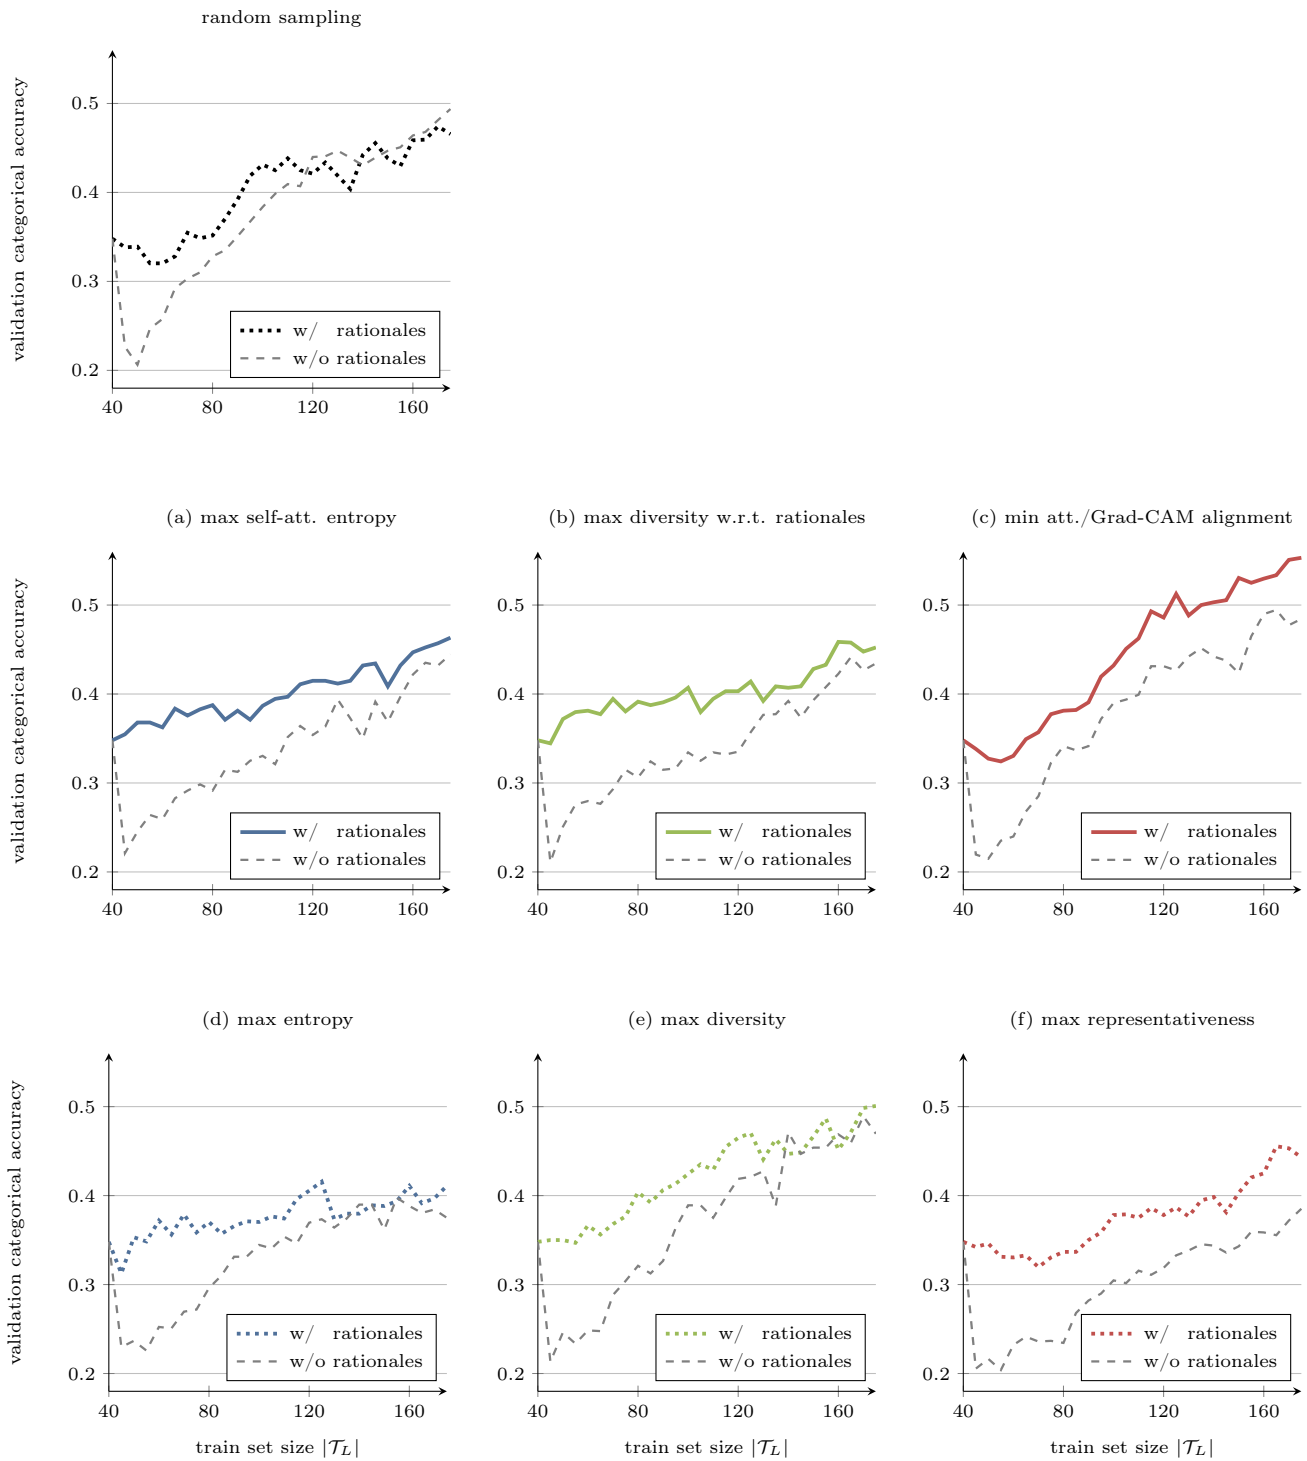 random sampling
validation categorical accuracy
0.5
0.4
0.3
0.2
w/ rationales
w/o rationales
40 80 120 160
(a) max self-att. entropy
validation categorical accuracy
0.5
0.4
0.3
0.2
w/ rationales
w/o rationales
40 80 120 160
(b) max diversity w.r.t. rationales
0.5
0.4
0.3
0.2
w/ rationales
w/o rationales
40 80 120 160
(c) min att./Grad-CAM alignment
0.5
0.4
0.3
0.2
w/ rationales
w/o rationales
40 80 120 160
(d) max entropy
validation categorical accuracy
0.5
0.4
0.3
0.2
w/ rationales
w/o rationales
40 80 120 160
train set size |𝒯_L|
(e) max diversity
0.5
0.4
0.3
0.2
w/ rationales
w/o rationales
40 80 120 160
train set size |𝒯_L|
(f) max representativeness
0.5
0.4
0.3
0.2
w/ rationales
w/o rationales
40 80 120 160
train set size |𝒯_L|